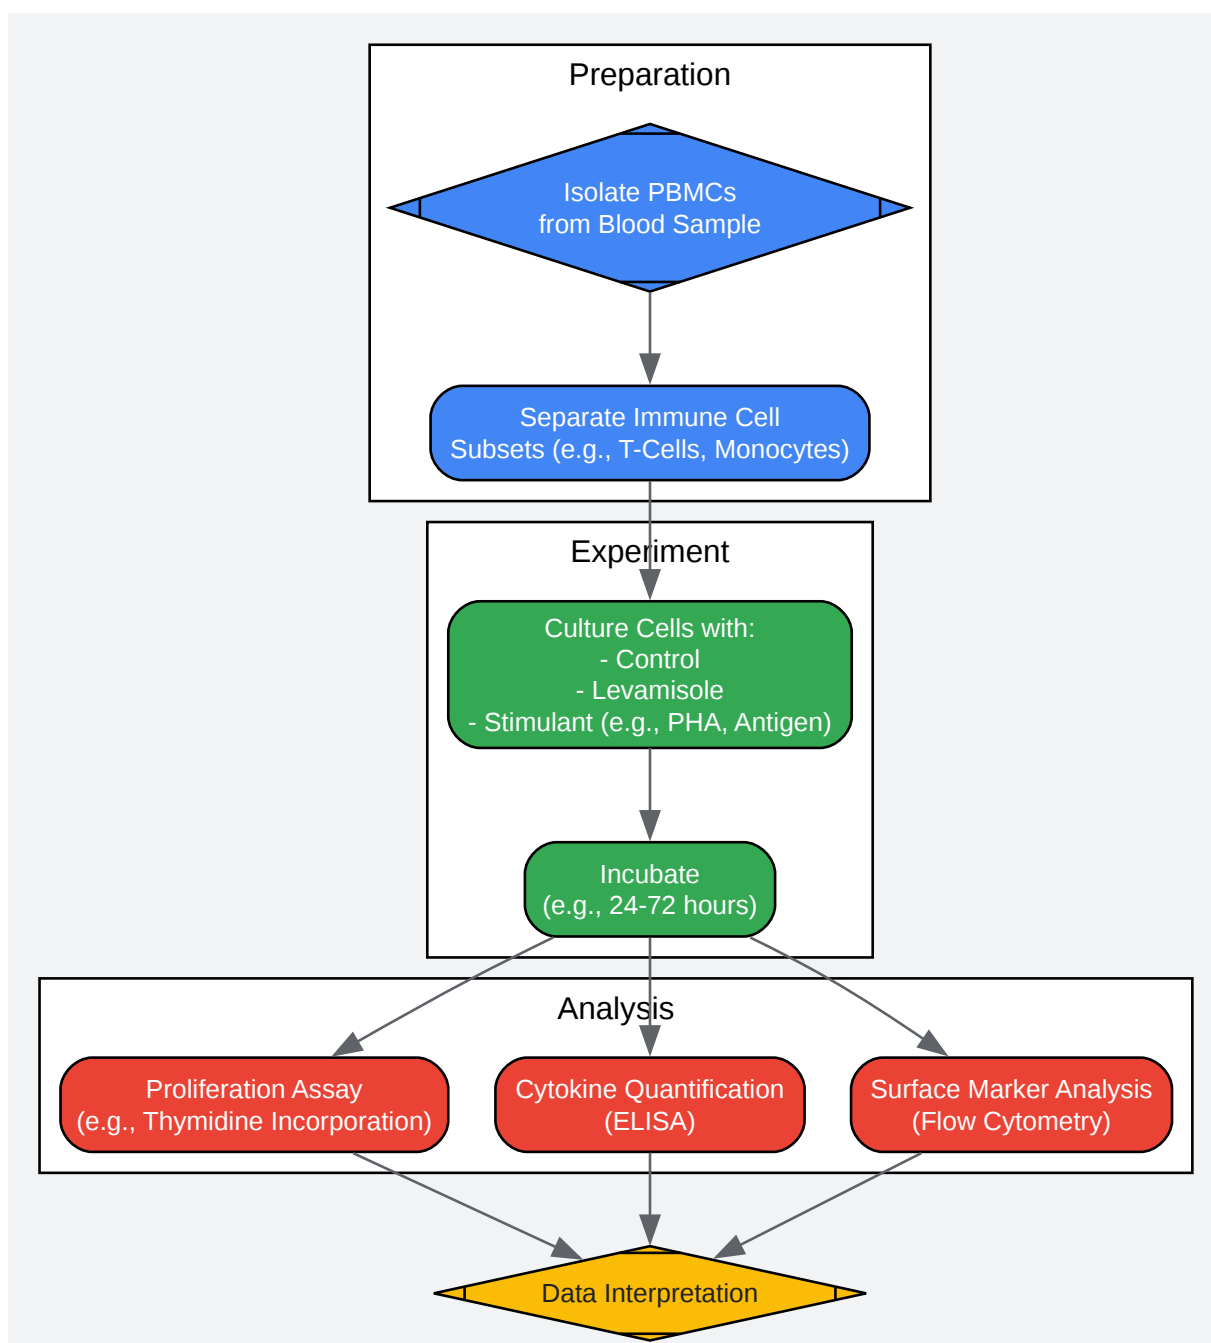 Preparation
Isolate PBMCs
from Blood Sample
Separate Immune Cell
Subsets (e.g., T-Cells, Monocytes)
Experiment
Culture Cells with:
- Control
- Levamisole
- Stimulant (e.g., PHA, Antigen)
Incubate
(e.g., 24-72 hours)
Analysis
Proliferation Assay
(e.g., Thymidine Incorporation)
Cytokine Quantification
(ELISA)
Surface Marker Analysis
(Flow Cytometry)
Data Interpretation